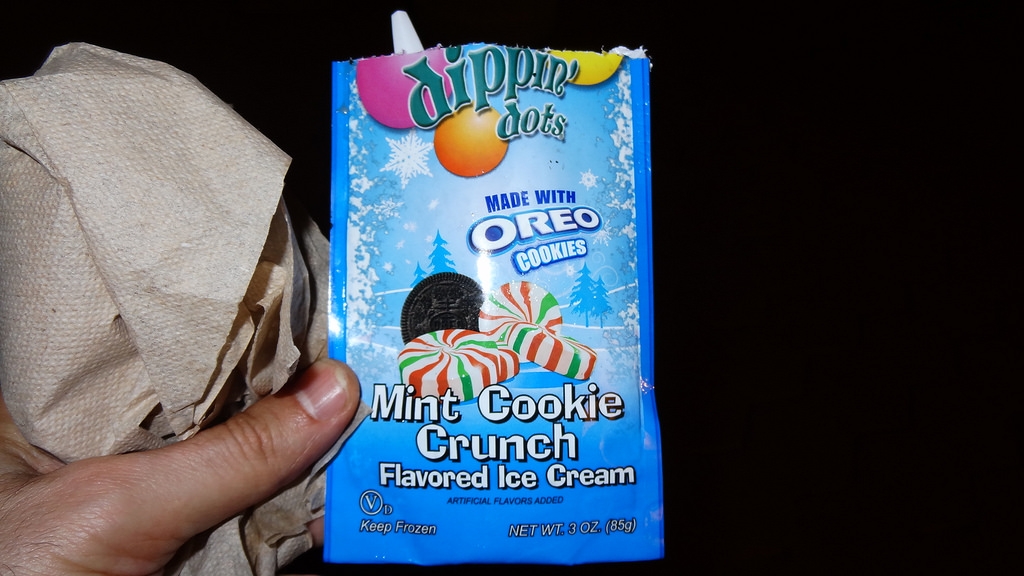 dippin'
dots
MADE WITH
OREO
COOKIES
Mint Cookie
Crunch
Flavored Ice Cream
ARTIFICIAL FLAVORS ADDED
V D
Keep Frozen
NET WT. 3 OZ. (85g)